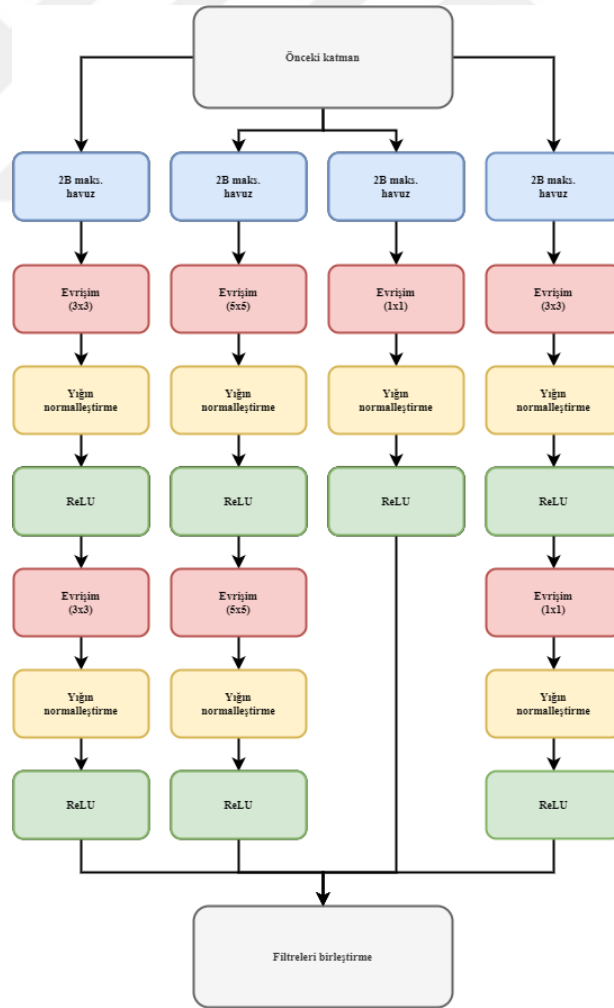 Önceki katman
2B maks.
havuz
2B maks.
havuz
2B maks.
havuz
2B maks.
havuz
Evrişim
(3x3)
Evrişim
(5x5)
Evrişim
(1x1)
Evrişim
(3x3)
Yığın
normalleştirme
Yığın
normalleştirme
Yığın
normalleştirme
Yığın
normalleştirme
ReLU
ReLU
ReLU
ReLU
Evrişim
(3x3)
Evrişim
(5x5)
Evrişim
(1x1)
Yığın
normalleştirme
Yığın
normalleştirme
Yığın
normalleştirme
ReLU
ReLU
ReLU
Filtreleri birleştirme